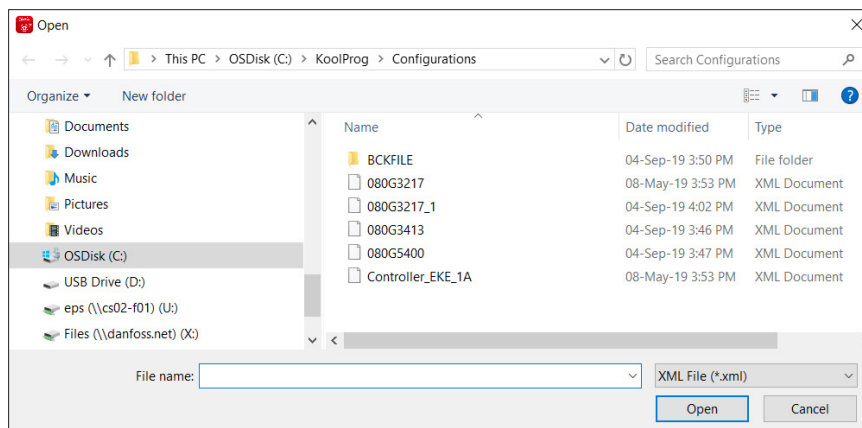 Open
This PC > OSDisk (C:) > KoolProg > Configurations
Search Configurations
Organize
New folder
Documents
Downloads
Music
Pictures
Videos
OSDisk (C:)
USB Drive (D:)
eps (\\cs02-f01) (U:)
Files (\\danfoss.net) (X:)
Name Date modified Type
BCKFILE 04-Sep-19 3:50 PM File folder
080G3217 08-May-19 3:53 PM XML Document
080G3217_1 04-Sep-19 4:02 PM XML Document
080G3413 04-Sep-19 3:46 PM XML Document
080G5400 04-Sep-19 3:47 PM XML Document
Controller_EKE_1A 08-May-19 3:53 PM XML Document
File name:
XML File (*.xml)
Open
Cancel